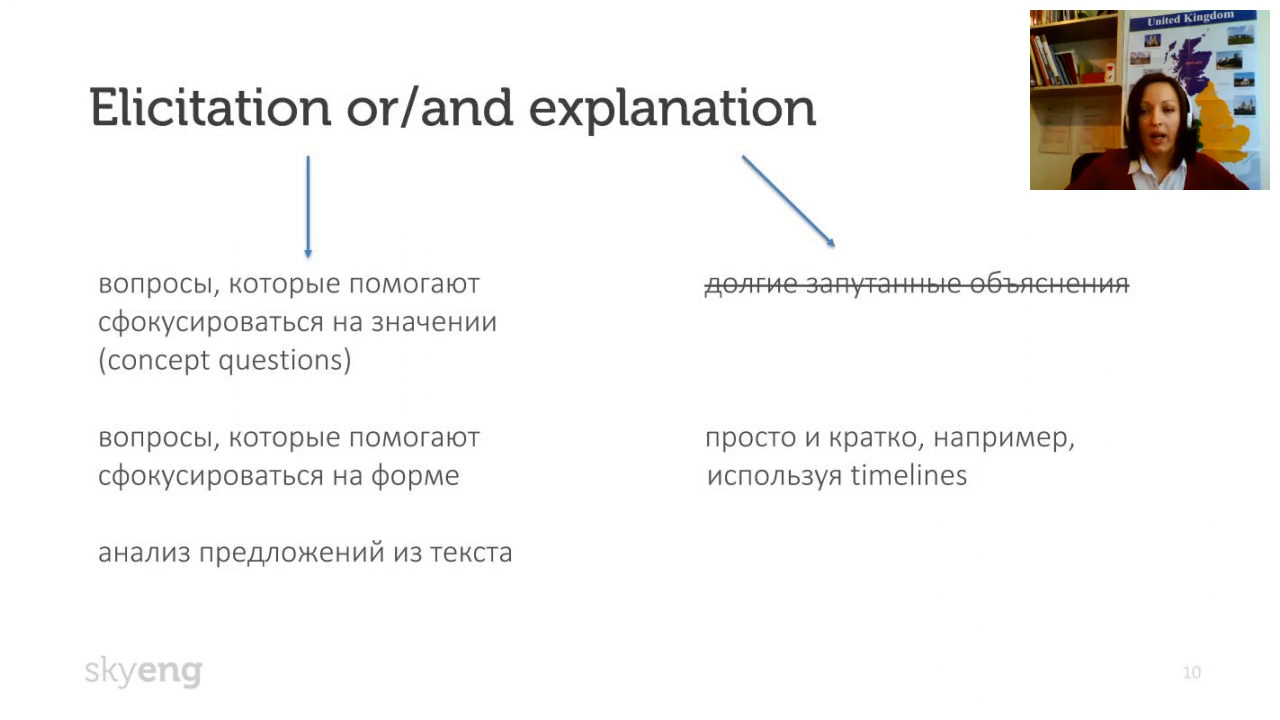 United Kingdom
Elicitation or/and explanation
вопросы, которые помогают
сфокусироваться на значении
(concept questions)
долгие запутанные объяснения
вопросы, которые помогают
сфокусироваться на форме
просто и кратко, например,
используя timelines
анализ предложений из текста
skyeng
10